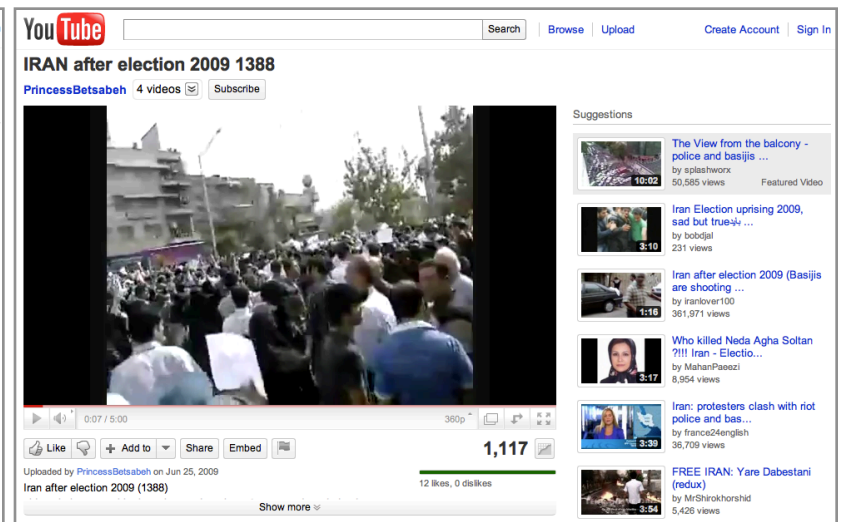 You Tube
Search
Browse
Upload
Create Account
Sign In
IRAN after election 2009 1388
PrincessBetsabeh
4 videos
Subscribe
0:07 / 5:00
360p
Like
Add to
Share
Embed
1,117
Uploaded by PrincessBetsabeh on Jun 25, 2009
Iran after election 2009 (1388)
12 likes, 0 dislikes
Show more
Suggestions
10:02
The View from the balcony -
police and basijis ...
by splashworx
50,585 views
Featured Video
3:10
Iran Election uprising 2009,
sad but true ...
by bobdjal
231 views
1:16
Iran after election 2009 (Basijis
are shooting ...
by iranlover100
361,971 views
3:17
Who killed Neda Agha Soltan
?!!! Iran - Electio...
by MahanPaeezi
8,954 views
3:39
Iran: protesters clash with riot
police and bas...
by france24english
36,709 views
3:54
FREE IRAN: Yare Dabestani
(redux)
by MrShirokhorshid
5,426 views